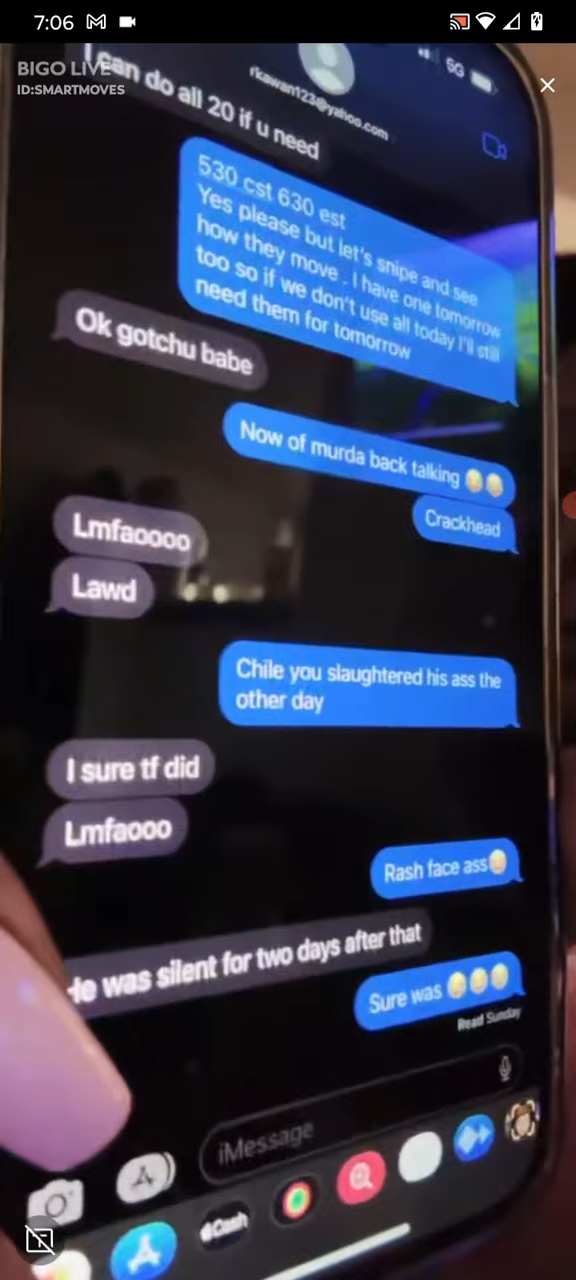 7:06
BIGO LIVE
ID:SMARTMOVES
5G
rkawan123@yahoo.com
I can do all 20 if u need
530 cst 630 est
Yes please but let's snipe and see
how they move . I have one tomorrow
too so if we don't use all today I'll still
need them for tomorrow
Ok gotchu babe
Now of murda back talking
Crackhead
Lmfaoooo
Lawd
Chile you slaughtered his ass the
other day
I sure tf did
Lmfaooo
Rash face ass
He was silent for two days after that
Sure was
Read Sunday
iMessage
Cash